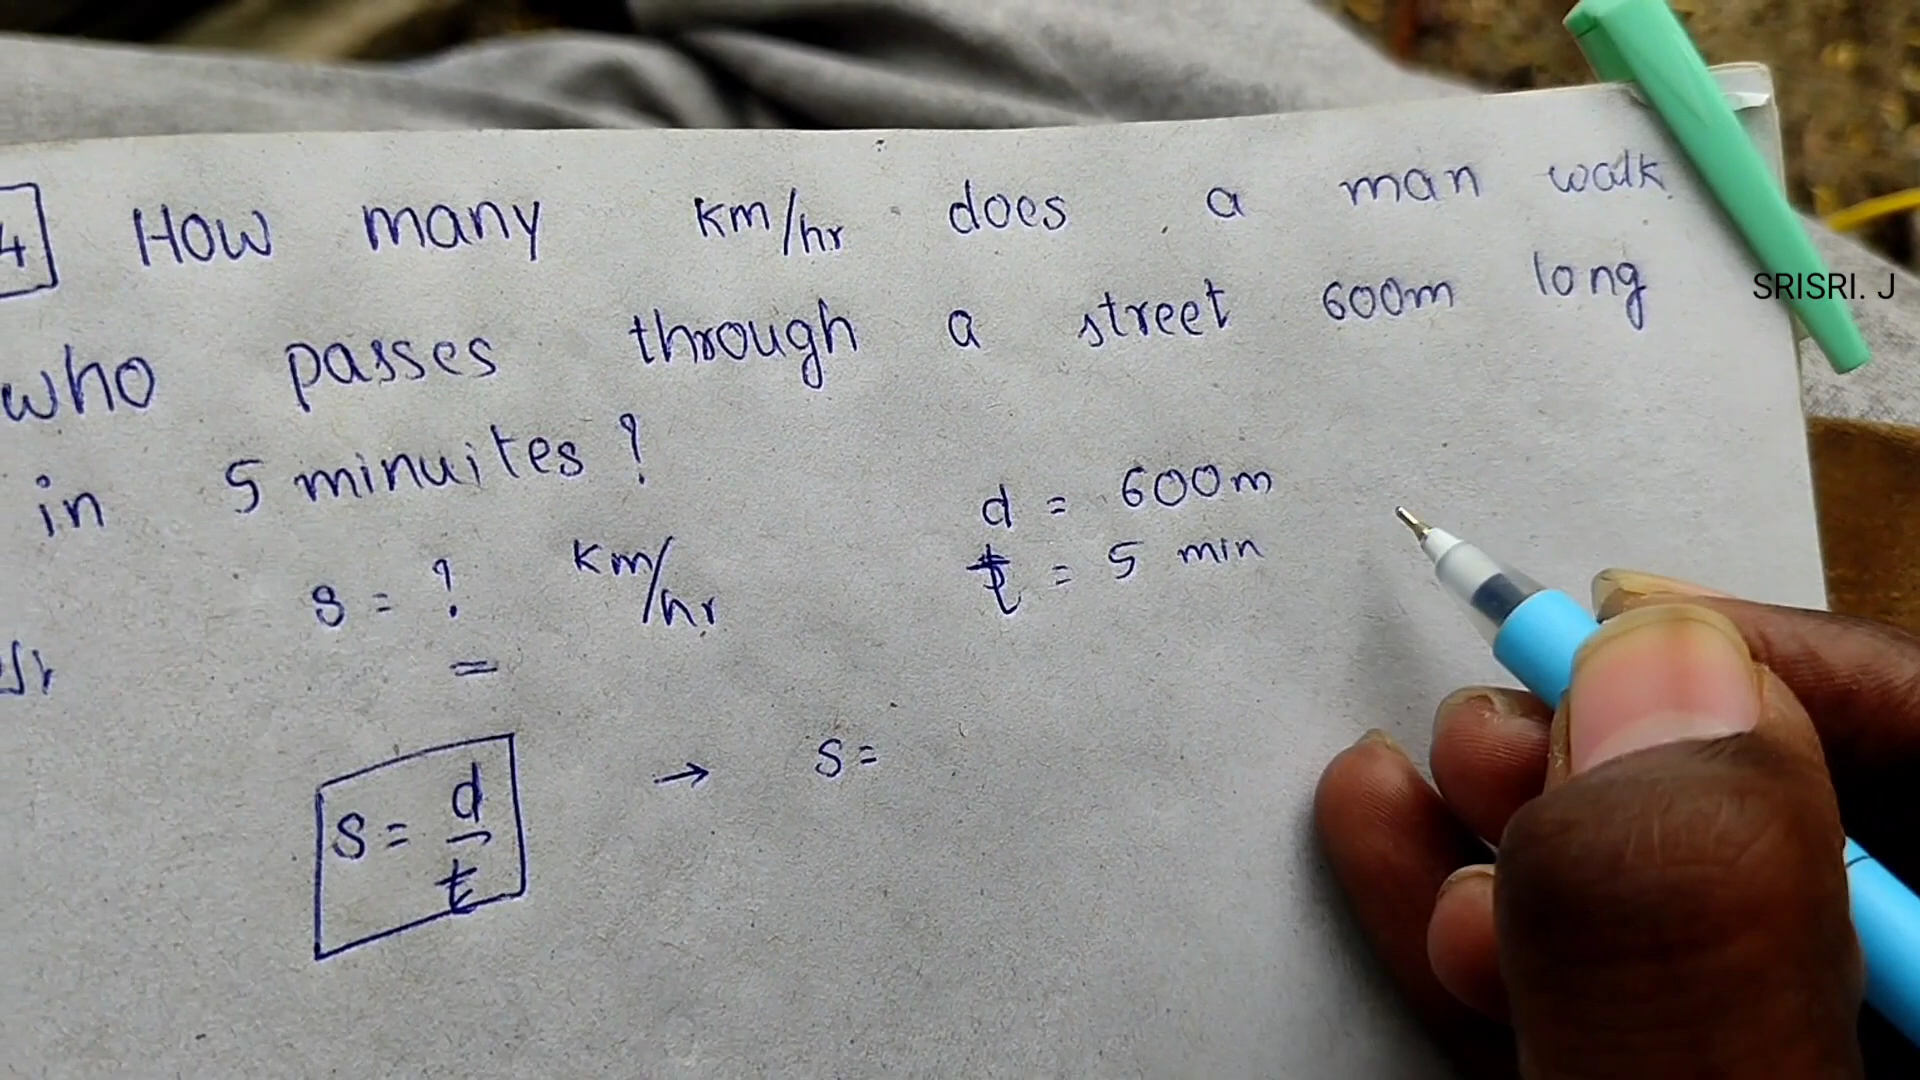 4] How many km/hr does a man walk
who passes through a street 600m long
in 5 minuites?
d = 600m
s = ? km/hr
t = 5 min
=
s = d/t → s =
SRISRI. J